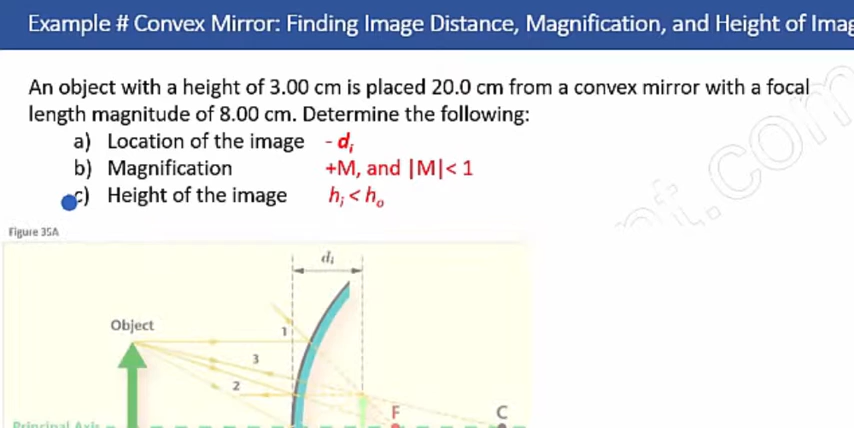 Example # Convex Mirror: Finding Image Distance, Magnification, and Height of Imag
An object with a height of 3.00 cm is placed 20.0 cm from a convex mirror with a focal
length magnitude of 8.00 cm. Determine the following:
a) Location of the image - dᵢ
b) Magnification +M, and |M|< 1
c) Height of the image hᵢ < hₒ
Figure 35A
dᵢ
Object
1
3
2
F
C
Principal Axis